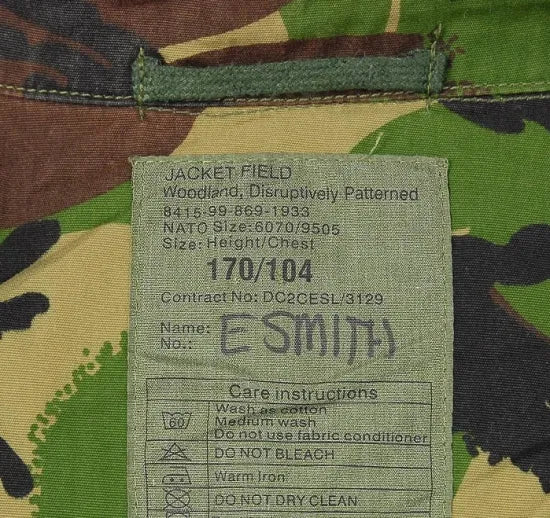 JACKET FIELD
Woodland, Disruptively Patterned
8415-99-869-1933
NATO Size:6070/9505
Size: Height/Chest
170/104
Contract No: DC2CESL/3129
Name: E SMITH
No.:
Care instructions
60 Wash as cotton
Medium wash
Do not use fabric conditioner
DO NOT BLEACH
Warm Iron
DO NOT DRY CLEAN